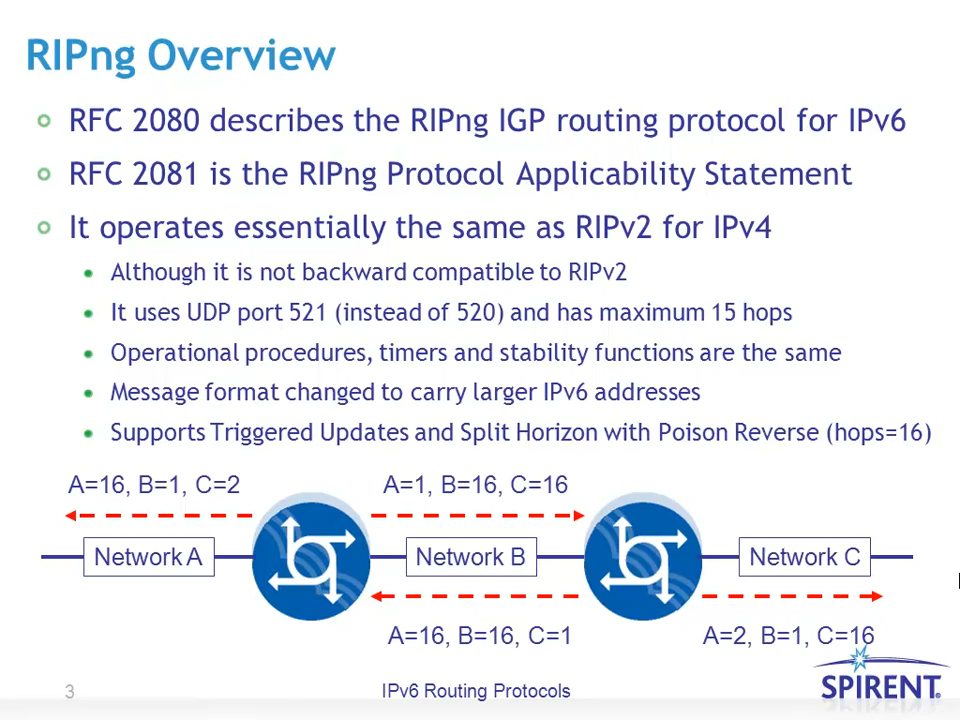 RIPng Overview
RFC 2080 describes the RIPng IGP routing protocol for IPv6
RFC 2081 is the RIPng Protocol Applicability Statement
It operates essentially the same as RIPv2 for IPv4
Although it is not backward compatible to RIPv2
It uses UDP port 521 (instead of 520) and has maximum 15 hops
Operational procedures, timers and stability functions are the same
Message format changed to carry larger IPv6 addresses
Supports Triggered Updates and Split Horizon with Poison Reverse (hops=16)
A=16, B=1, C=2
A=1, B=16, C=16
Network A
Network B
Network C
A=16, B=16, C=1
A=2, B=1, C=16
3
IPv6 Routing Protocols
SPIRENT®